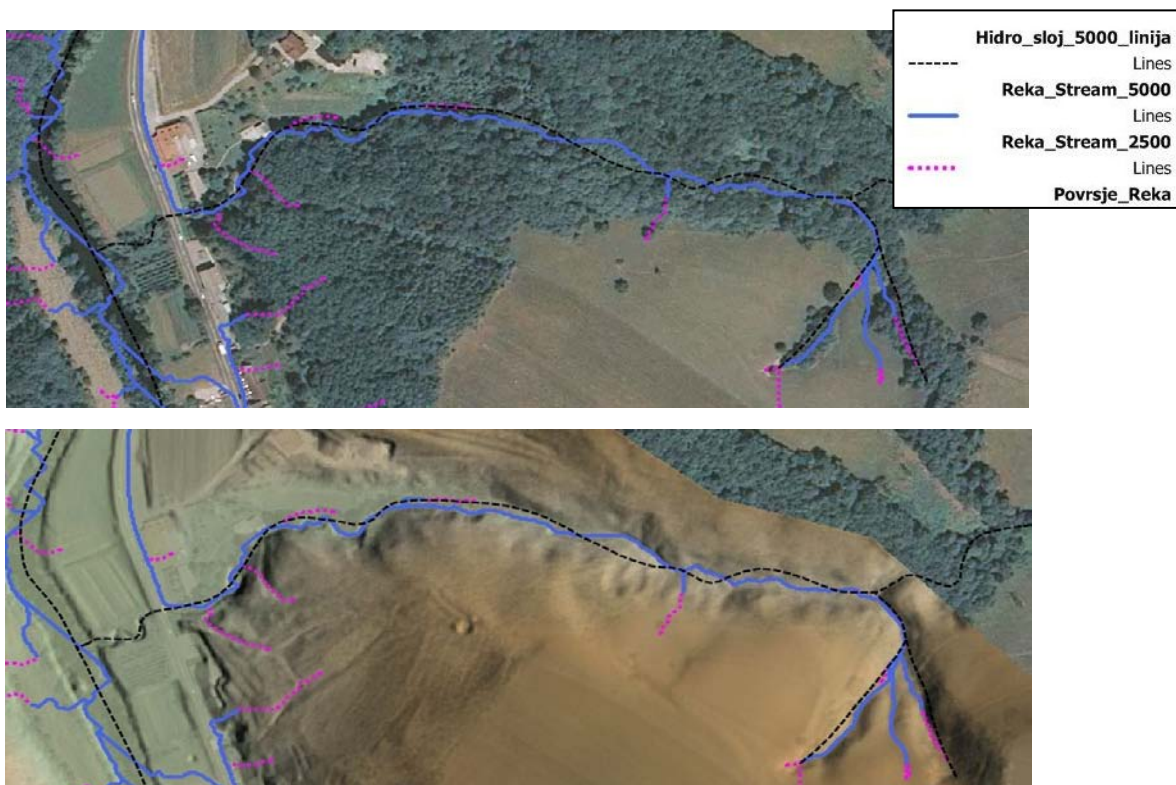 Hidro_sloj_5000_linija
Lines
Reka_Stream_5000
Lines
Reka_Stream_2500
Lines
Povrsje_Reka